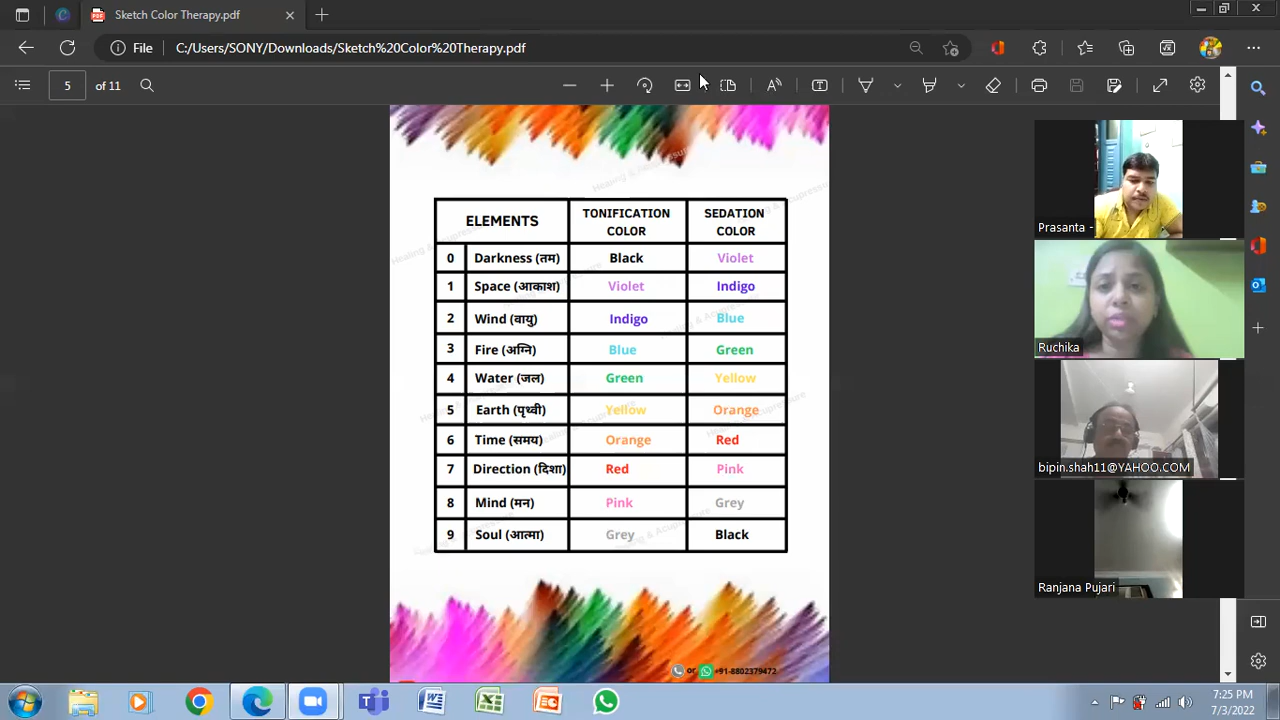 Sketch Color Therapy.pdf
File C:/Users/SONY/Downloads/Sketch%20Color%20Therapy.pdf
5 of 11
Healing & Acupressure
ELEMENTS TONIFICATION COLOR SEDATION COLOR
0 Darkness (तम) Black Violet
1 Space (आकाश) Violet Indigo
2 Wind (वायु) Indigo Blue
3 Fire (अग्नि) Blue Green
4 Water (जल) Green Yellow
5 Earth (पृथ्वी) Yellow Orange
6 Time (समय) Orange Red
7 Direction (दिशा) Red Pink
8 Mind (मन) Pink Grey
9 Soul (आत्मा) Grey Black
or +91-8802379472
Prasanta -
Ruchika
bipin.shah11@YAHOO.COM
Ranjana Pujari
7:25 PM
7/3/2022